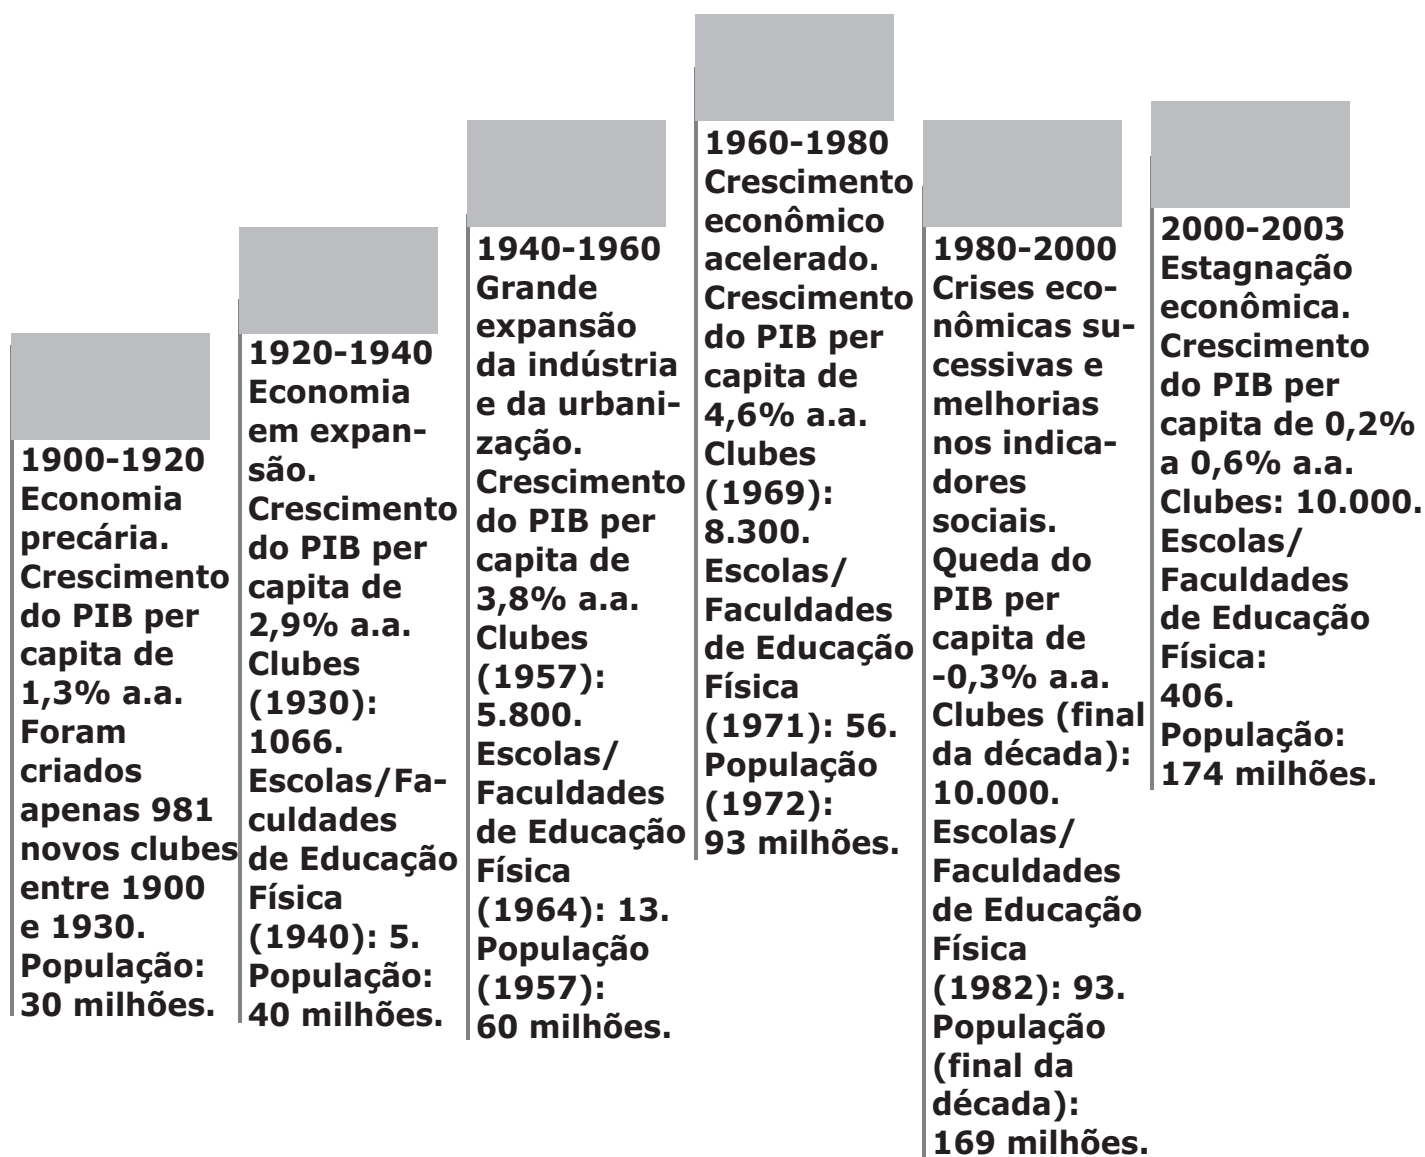 1900-1920
Economia
precária.
Crescimento
do PIB per
capita de
1,3% a.a.
Foram
criados
apenas 981
novos clubes
entre 1900
e 1930.
População:
30 milhões.
1920-1940
Economia
em expan-
são.
Crescimento
do PIB per
capita de
2,9% a.a.
Clubes
(1930):
1066.
Escolas/Fa-
culdades
de Educação
Física
(1940): 5.
População:
40 milhões.
1940-1960
Grande
expansão
da indústria
e da urbani-
zação.
Crescimento
do PIB per
capita de
3,8% a.a.
Clubes
(1957):
5.800.
Escolas/
Faculdades
de Educação
Física
(1964): 13.
População
(1957):
60 milhões.
1960-1980
Crescimento
econômico
acelerado.
Crescimento
do PIB per
capita de
4,6% a.a.
Clubes
(1969):
8.300.
Escolas/
Faculdades
de Educação
Física
(1971): 56.
População
(1972):
93 milhões.
1980-2000
Crises eco-
nômicas su-
cessivas e
melhorias
nos indica-
dores
sociais.
Queda do
PIB per
capita de
-0,3% a.a.
Clubes (final
da década):
10.000.
Escolas/
Faculdades
de Educação
Física
(1982): 93.
População
(final da
década):
169 milhões.
2000-2003
Estagnação
econômica.
Crescimento
do PIB per
capita de 0,2%
a 0,6% a.a.
Clubes: 10.000.
Escolas/
Faculdades
de Educação
Física:
406.
População:
174 milhões.